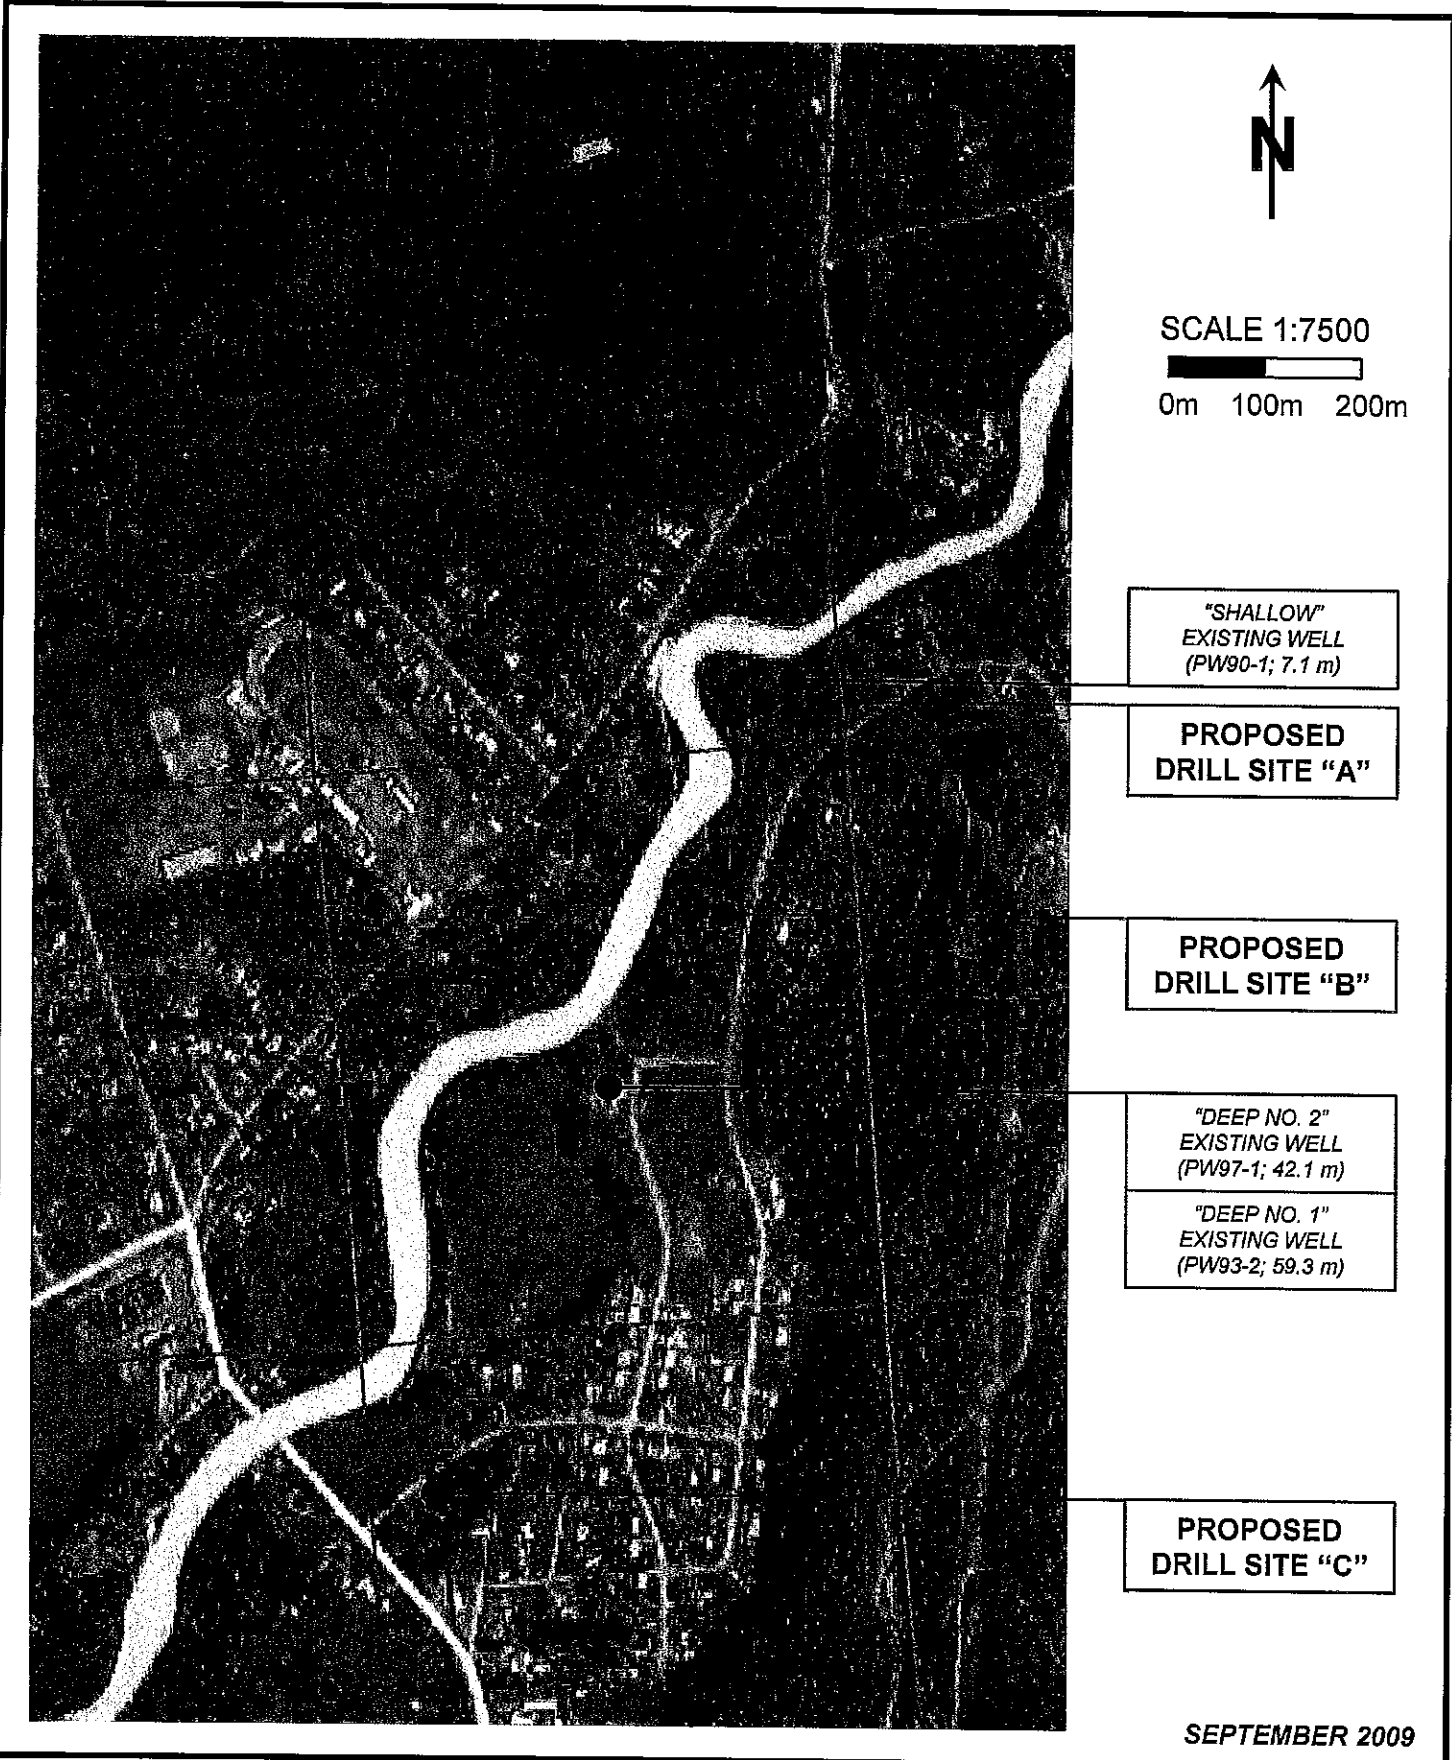 N
SCALE 1:7500
0m 100m 200m
"SHALLOW"
EXISTING WELL
(PW90-1; 7.1 m)
PROPOSED
DRILL SITE "A"
PROPOSED
DRILL SITE "B"
"DEEP NO. 2"
EXISTING WELL
(PW97-1; 42.1 m)
"DEEP NO. 1"
EXISTING WELL
(PW93-2; 59.3 m)
PROPOSED
DRILL SITE "C"
SEPTEMBER 2009